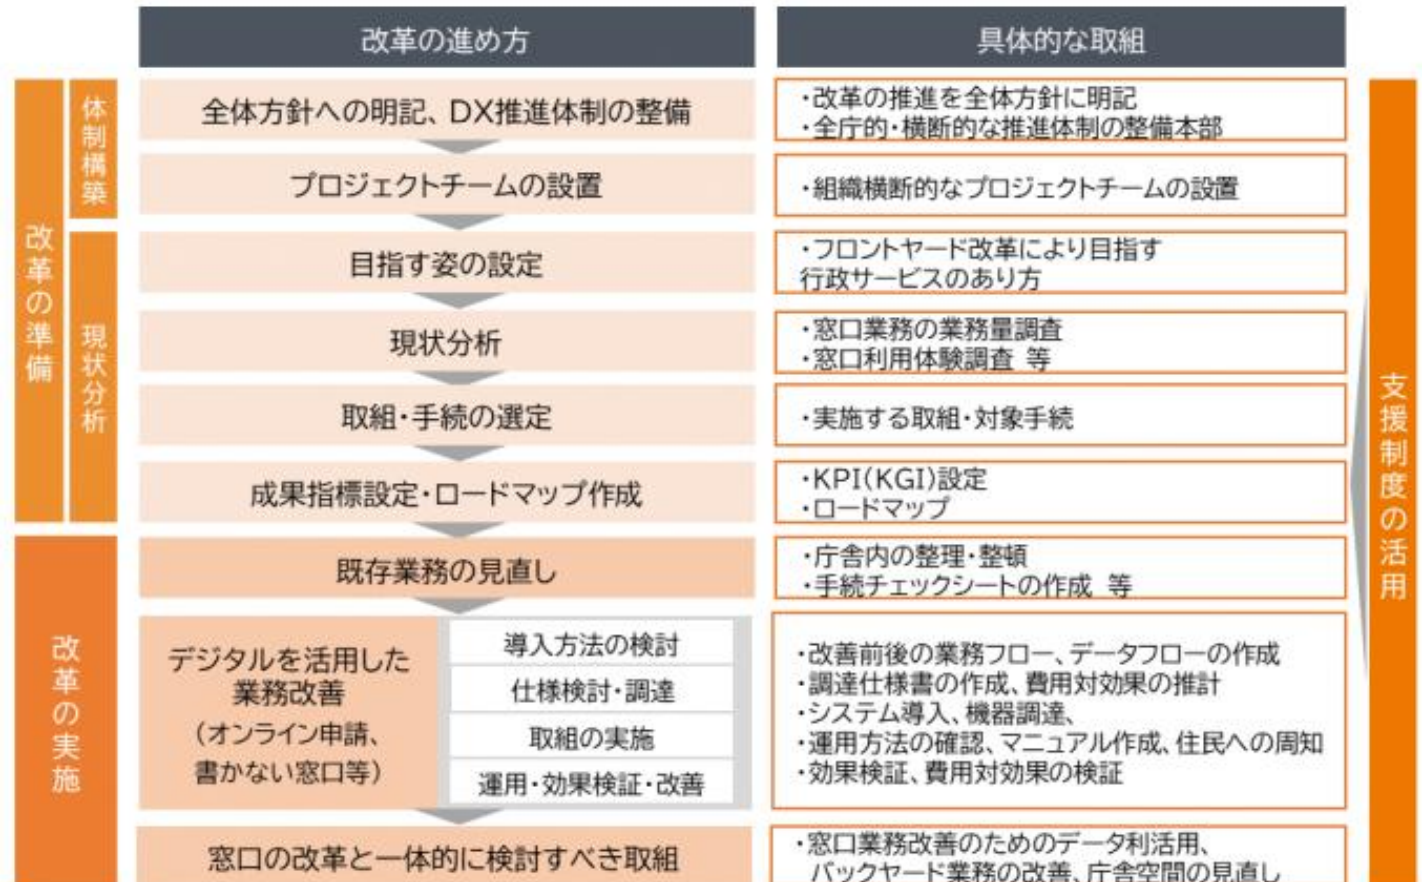 改革の進め方
具体的な取組
改革の準備
体制構築
全体方針への明記、DX推進体制の整備
・改革の推進を全体方針に明記
・全庁的・横断的な推進体制の整備本部
プロジェクトチームの設置
・組織横断的なプロジェクトチームの設置
現状分析
目指す姿の設定
・フロントヤード改革により目指す
行政サービスのあり方
現状分析
・窓口業務の業務量調査
・窓口利用体験調査 等
取組・手続の選定
・実施する取組・対象手続
成果指標設定・ロードマップ作成
・KPI(KGI)設定
・ロードマップ
改革の実施
既存業務の見直し
・庁舎内の整理・整頓
・手続チェックシートの作成 等
デジタルを活用した
業務改善
(オンライン申請、
書かない窓口等)
導入方法の検討
仕様検討・調達
取組の実施
運用・効果検証・改善
・改善前後の業務フロー、データフローの作成
・調達仕様書の作成、費用対効果の推計
・システム導入、機器調達、
・運用方法の確認、マニュアル作成、住民への周知
・効果検証、費用対効果の検証
窓口の改革と一体的に検討すべき取組
・窓口業務改善のためのデータ利活用、
バックヤード業務の改善、庁舎空間の見直し
支援制度の活用